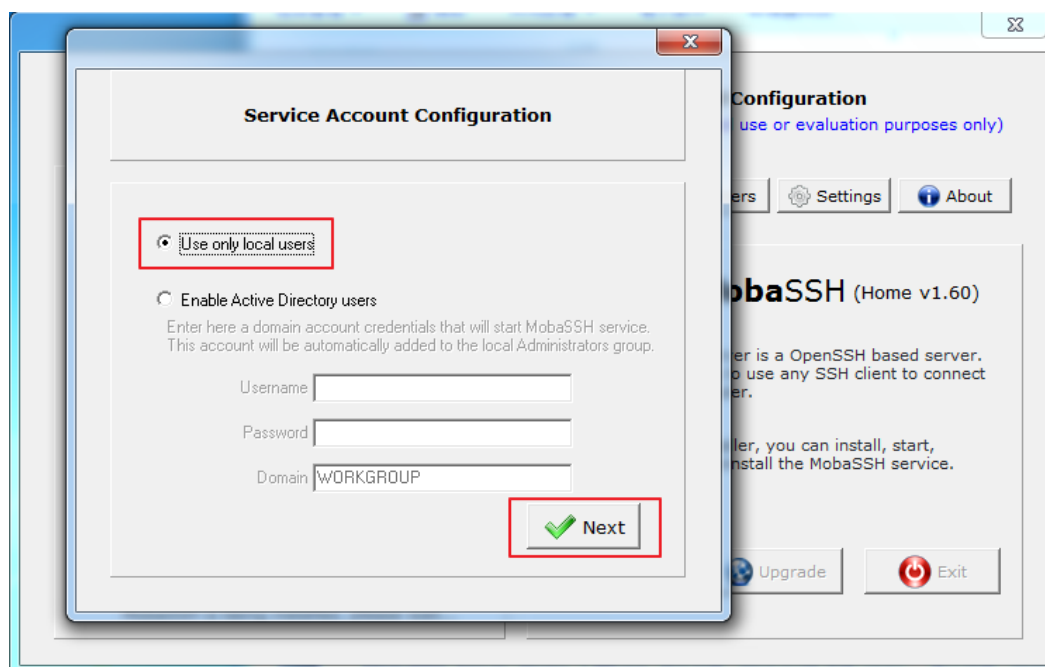 Service Account Configuration
Use only local users
Enable Active Directory users
Enter here a domain account credentials that will start MobaSSH service.
This account will be automatically added to the local Administrators group.
Username
Password
Domain WORKGROUP
Next
Configuration
use or evaluation purposes only)
ers Settings About
obaSSH (Home v1.60)
er is a OpenSSH based server.
o use any SSH client to connect
er.
ller, you can install, start,
nstall the MobaSSH service.
Upgrade Exit